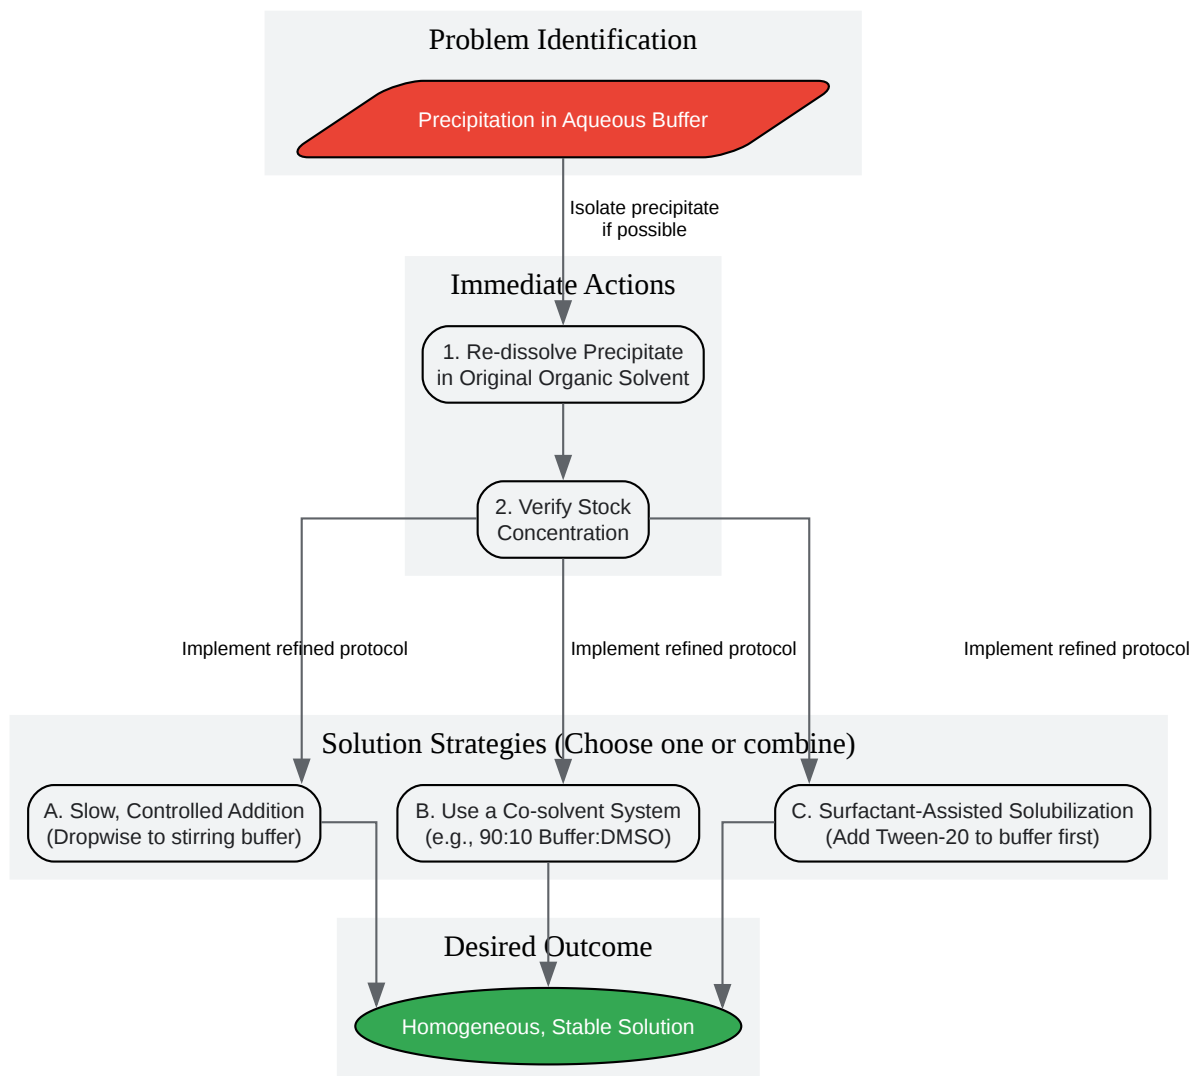 Problem Identification
Precipitation in Aqueous Buffer
Isolate precipitate
if possible
Immediate Actions
1. Re-dissolve Precipitate
in Original Organic Solvent
2. Verify Stock
Concentration
Implement refined protocol
Implement refined protocol
Implement refined protocol
Solution Strategies (Choose one or combine)
A. Slow, Controlled Addition
(Dropwise to stirring buffer)
B. Use a Co-solvent System
(e.g., 90:10 Buffer:DMSO)
C. Surfactant-Assisted Solubilization
(Add Tween-20 to buffer first)
Desired Outcome
Homogeneous, Stable Solution